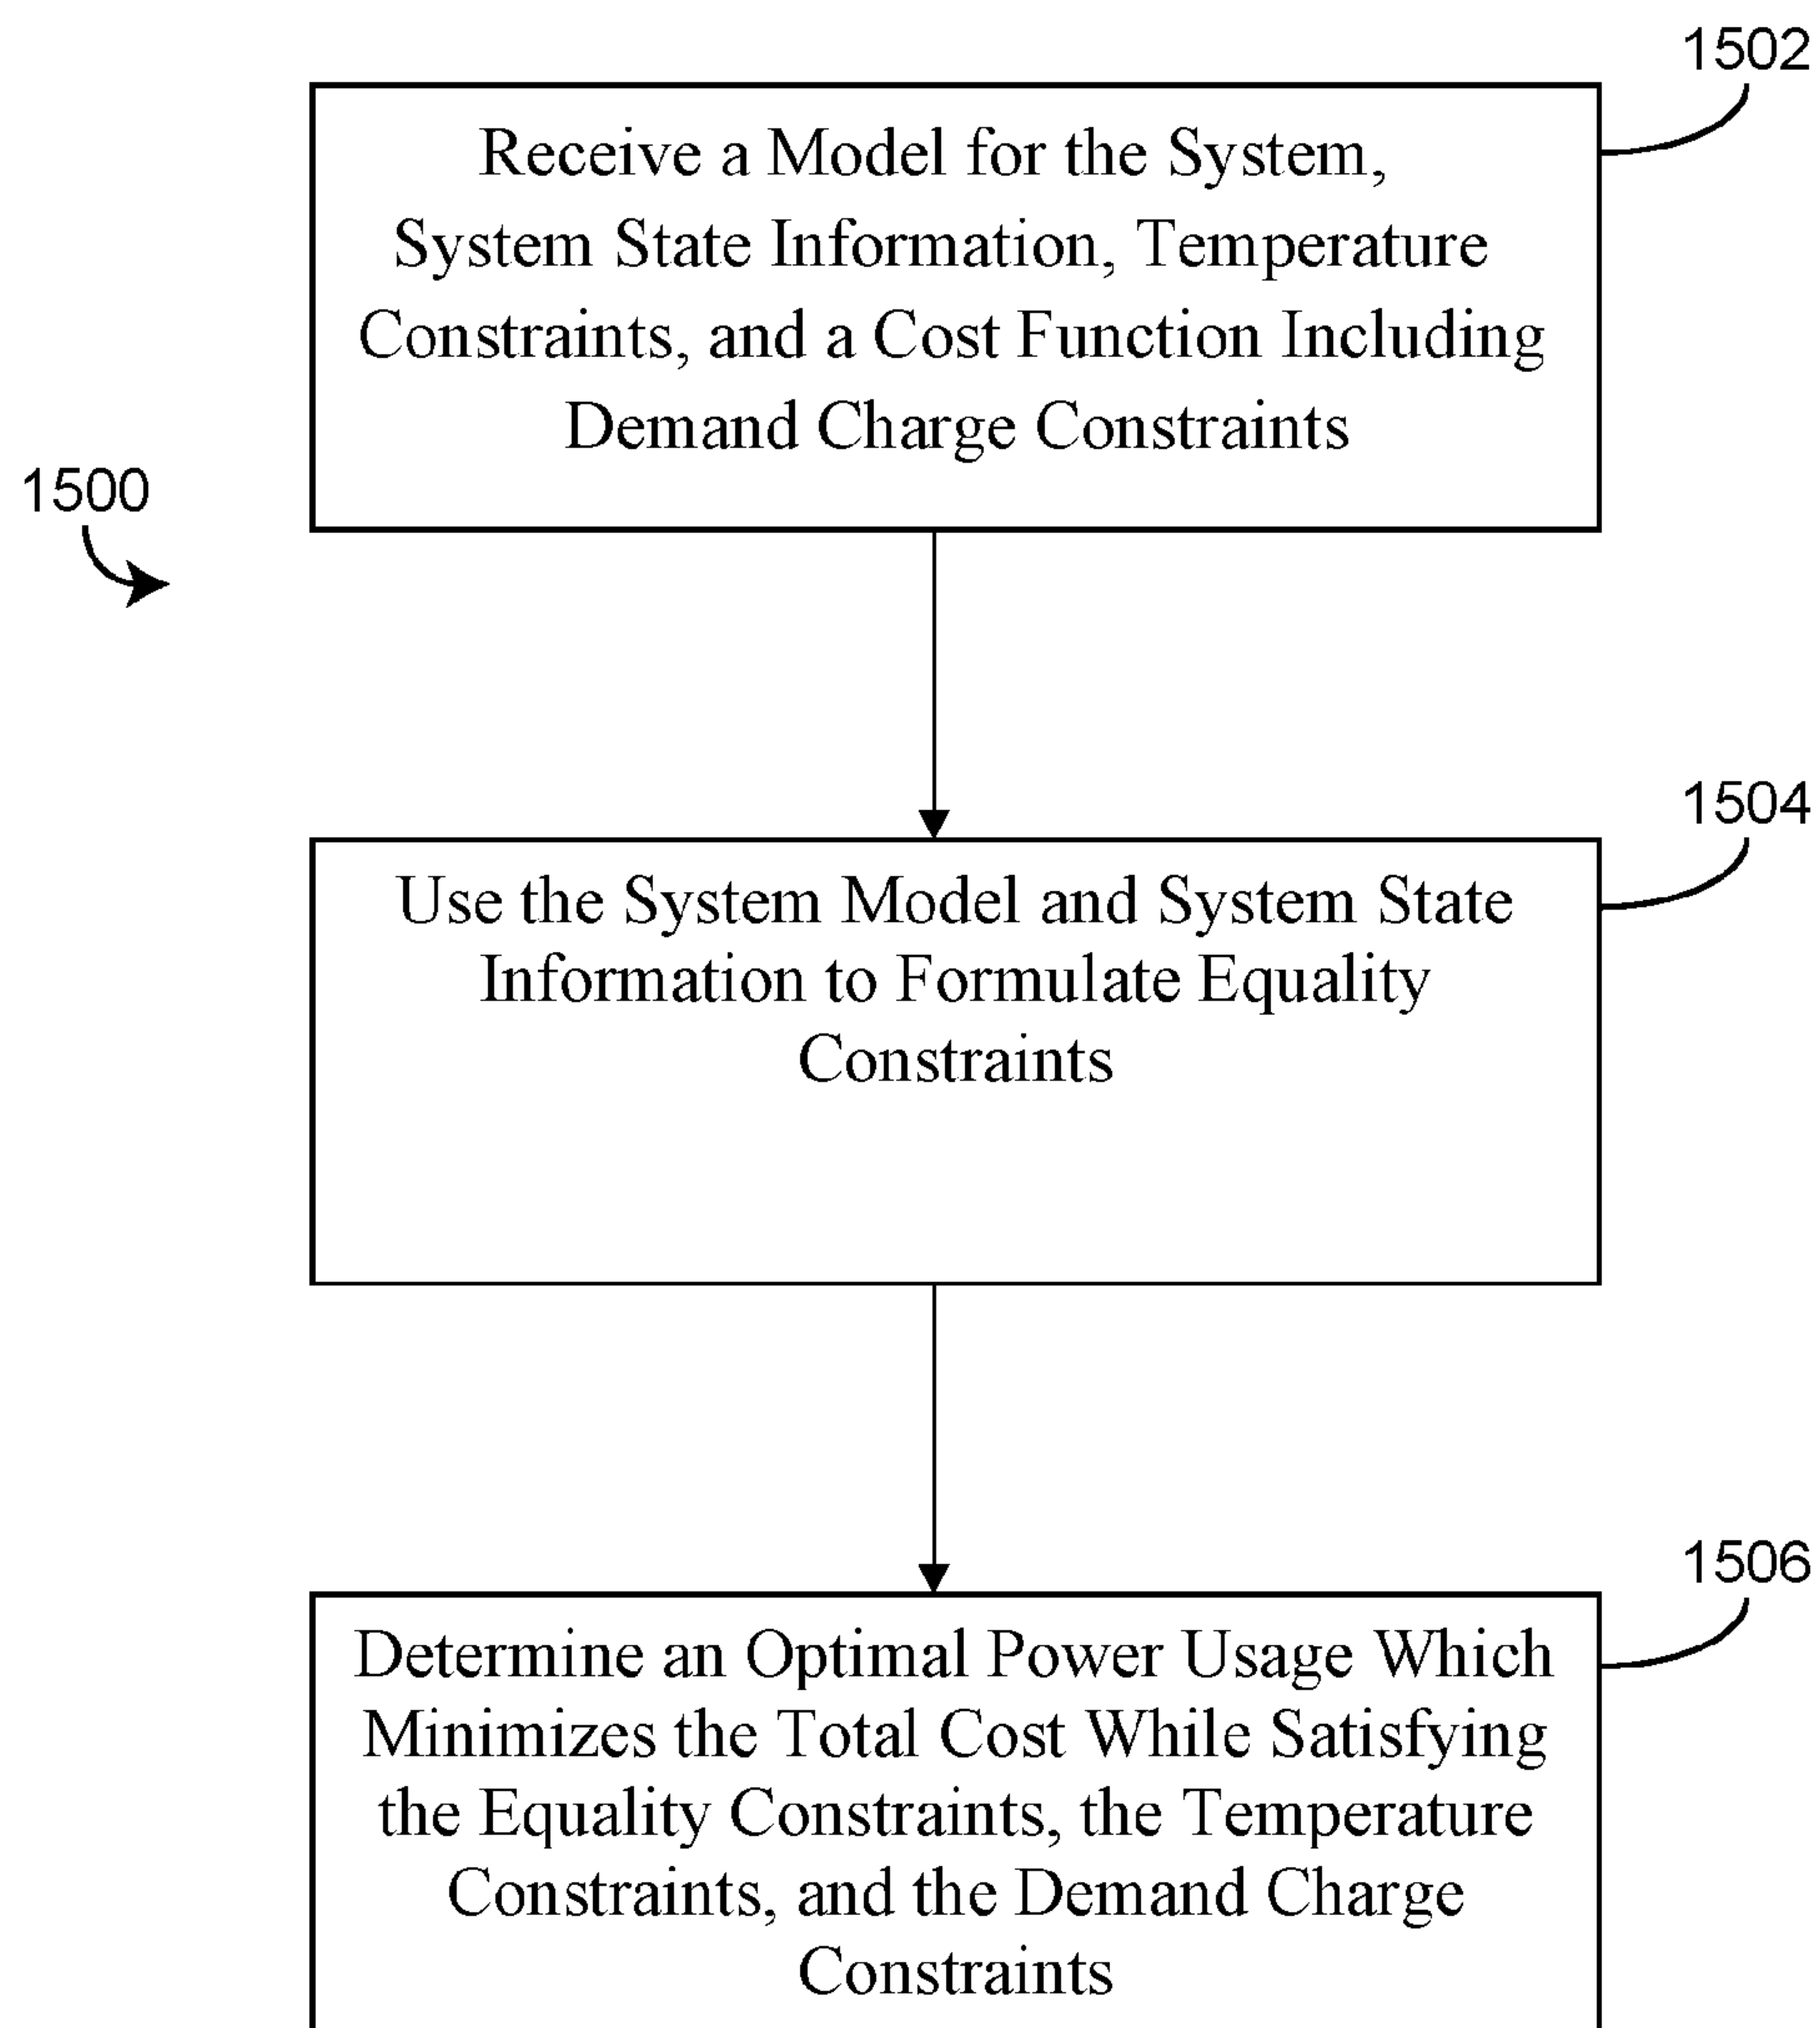 1502
Receive a Model for the System,
System State Information, Temperature
Constraints, and a Cost Function Including
Demand Charge Constraints
1500
1504
Use the System Model and System State
Information to Formulate Equality
Constraints
1506
Determine an Optimal Power Usage Which
Minimizes the Total Cost While Satisfying
the Equality Constraints, the Temperature
Constraints, and the Demand Charge
Constraints